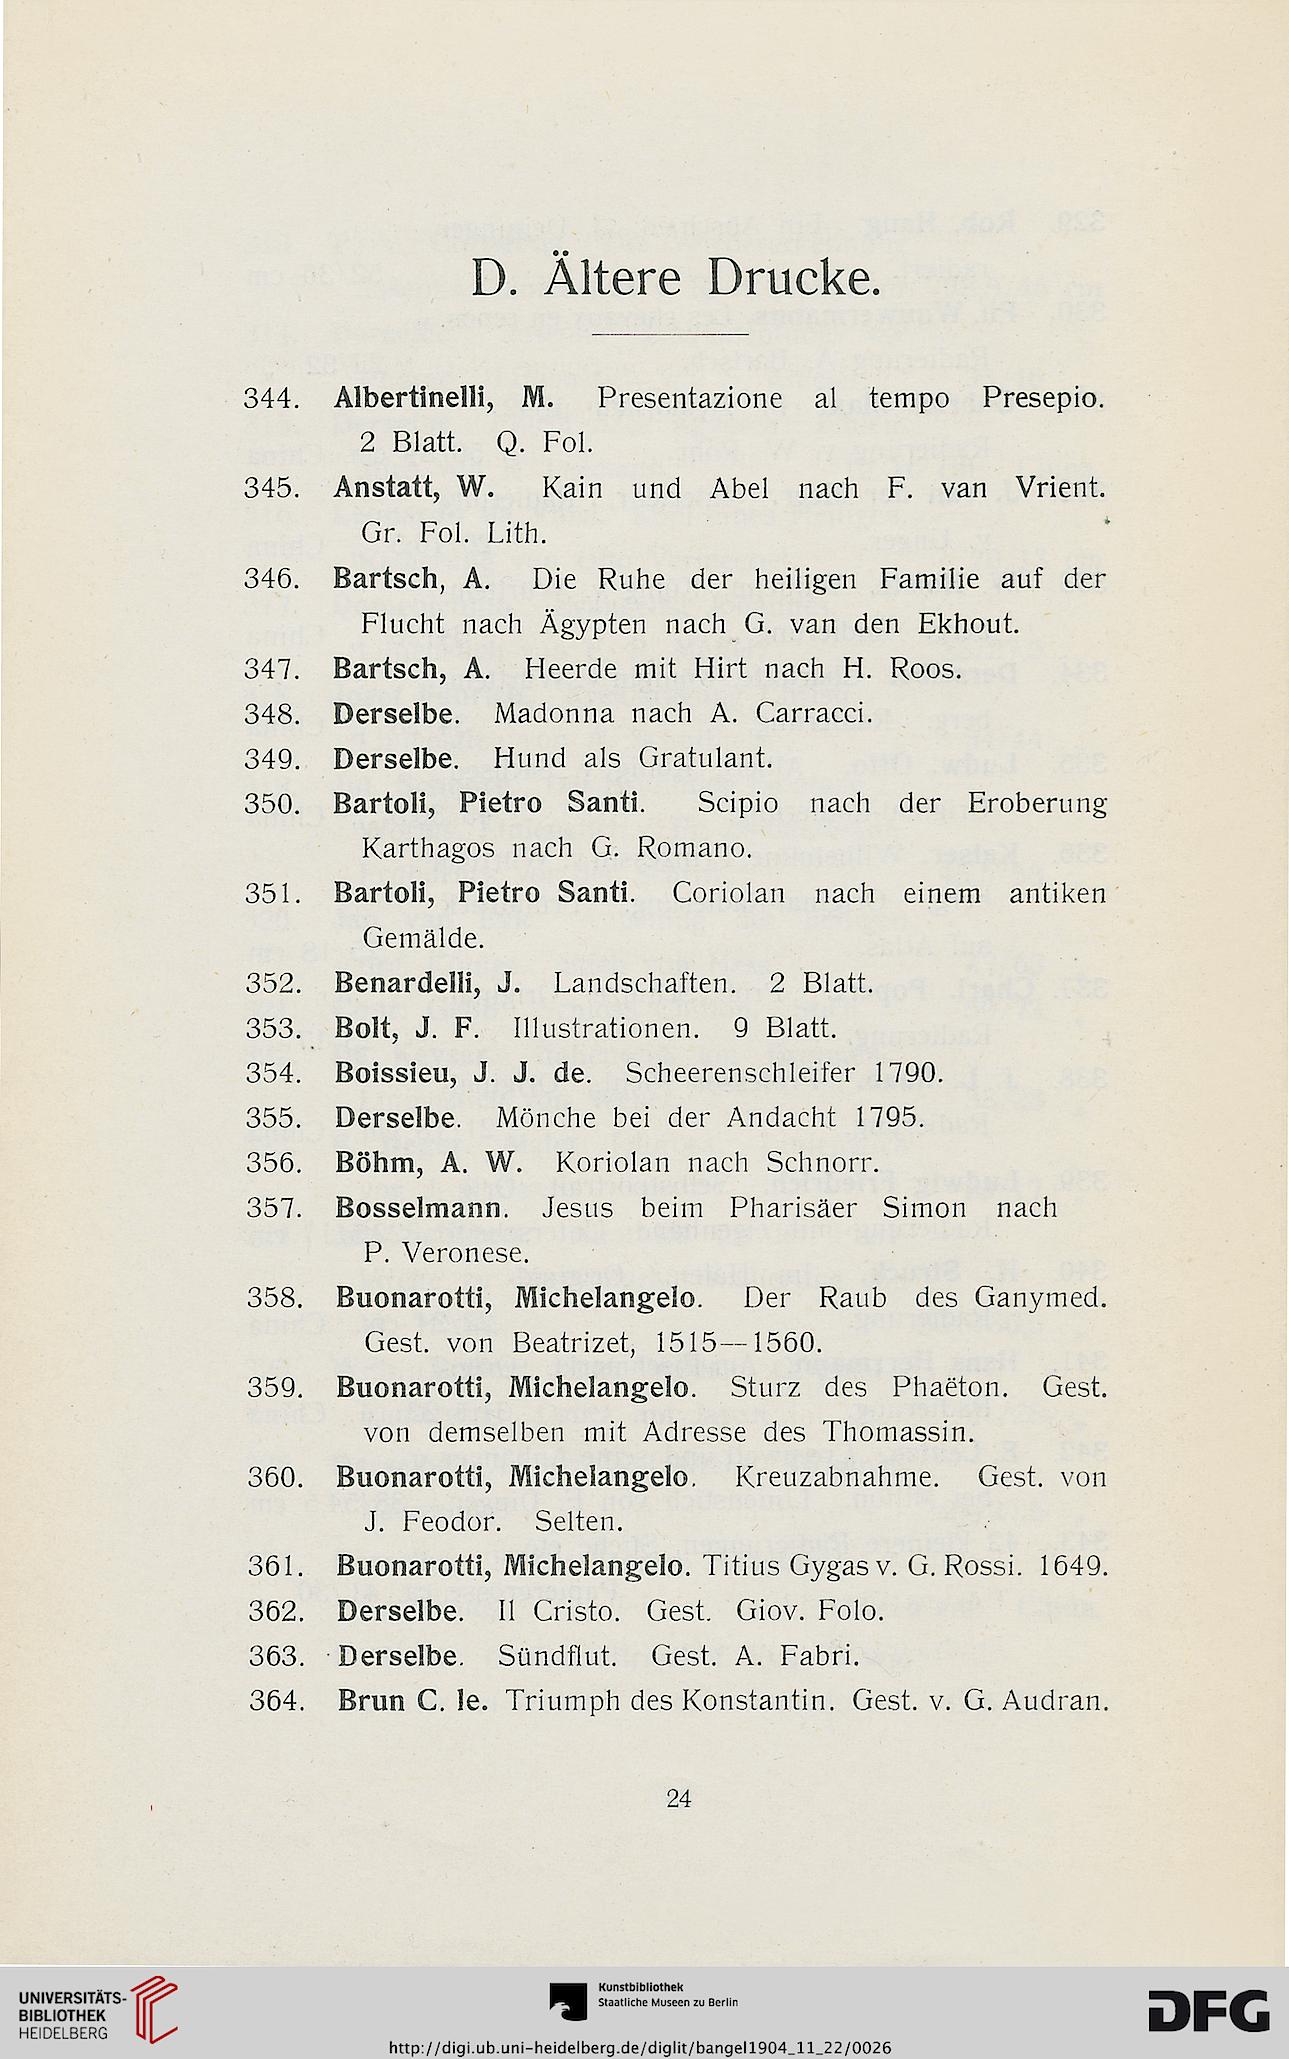 D. Ältere Drucke.
344. Albertinelli, M. Presentazione al tempo Presepio.
2 Blatt. Q. Fol.
345. Anstatt, W. Kain und Abel nach F. van Vrient.
Gr. Fol. Lith.
346. Bartsch, A. Die Ruhe der heiligen Familie auf der
Flucht nach Ägypten nach G. van den Ekhout.
347. Bartsch, A. Heerde mit Hirt nach H. Roos.
348. Derselbe. Madonna nach A. Carracci.
349. Derselbe. Hund als Gratulant.
350. Bartoli, Pietro Santi. Scipio nach der Eroberung
Karthagos nach G. Romano.
351. Bartoli, Pietro Santi. Coriolan nach einem antiken
Gemälde.
352. Benardelli, J. Landschaften. 2 Blatt.
353. Bolt, J. F. Illustrationen. 9 Blatt.
354. Boissieu, J. J. de. Scheerenschleifer 1790.
355. Derselbe. Mönche bei der Andacht 1795.
356. Böhm, A. W. Koriolan nach Schnorr.
357. Bosselmann. Jesus beim Pharisäer Simon nach
P. Veronese.
358. Buonarotti, Michelangelo. Der Raub des Ganymed.
Gest. von Beatrizet, 1515—1560.
359. Buonarotti, Michelangelo. Sturz des Phaëton. Gest.
von demselben mit Adresse des Thomassin.
360. Buonarotti, Michelangelo. Kreuzabnahme. Gest. von
J. Feodor. Selten.
361. Buonarotti, Michelangelo. Titius Gygas v. G. Rossi. 1649.
362. Derselbe. Il Cristo. Gest. Giov. Folo.
363. Derselbe. Sündflut. Gest. A. Fabri.
364. Brun C. le. Triumph des Konstantin. Gest. v. G. Audran.
24
UNIVERSITÄTS-
BIBLIOTHEK
HEIDELBERG
Kunstbibliothek
Staatliche Museen zu Berlin
DFG
http://digi.ub.uni-heidelberg.de/diglit/bangel1904_11_22/0026